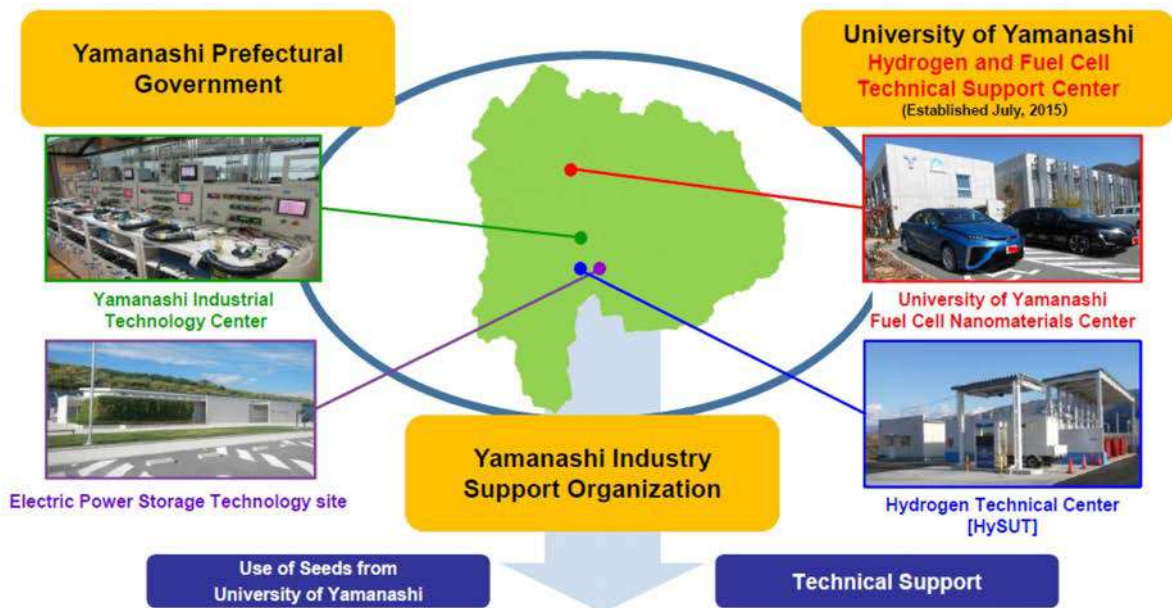 Yamanashi Prefectural
Government
University of Yamanashi
Hydrogen and Fuel Cell
Technical Support Center
(Established July, 2015)
Yamanashi Industrial
Technology Center
University of Yamanashi
Fuel Cell Nanomaterials Center
Electric Power Storage Technology site
Yamanashi Industry
Support Organization
Hydrogen Technical Center
[HySUT]
Use of Seeds from
University of Yamanashi
Technical Support